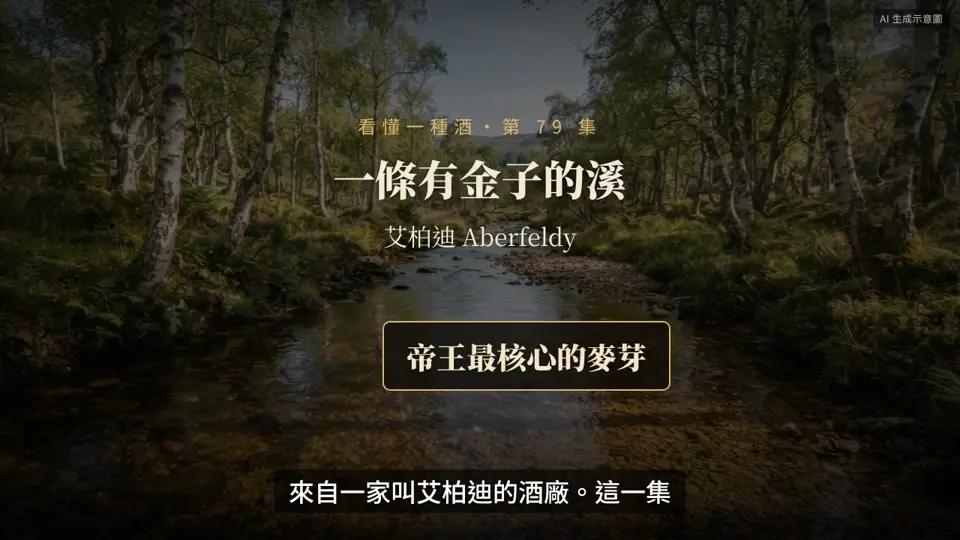 AI 生成示意圖
看懂一種酒・第 79 集
一條有金子的溪
艾柏迪 Aberfeldy
帝王最核心的麥芽
來自一家叫艾柏迪的酒廠。這一集